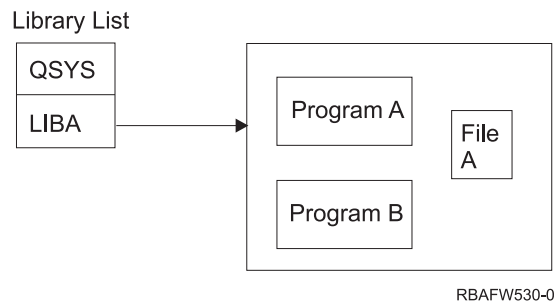 Library List
QSYS
LIBA
Program A
File
A
Program B
RBAFW530-0